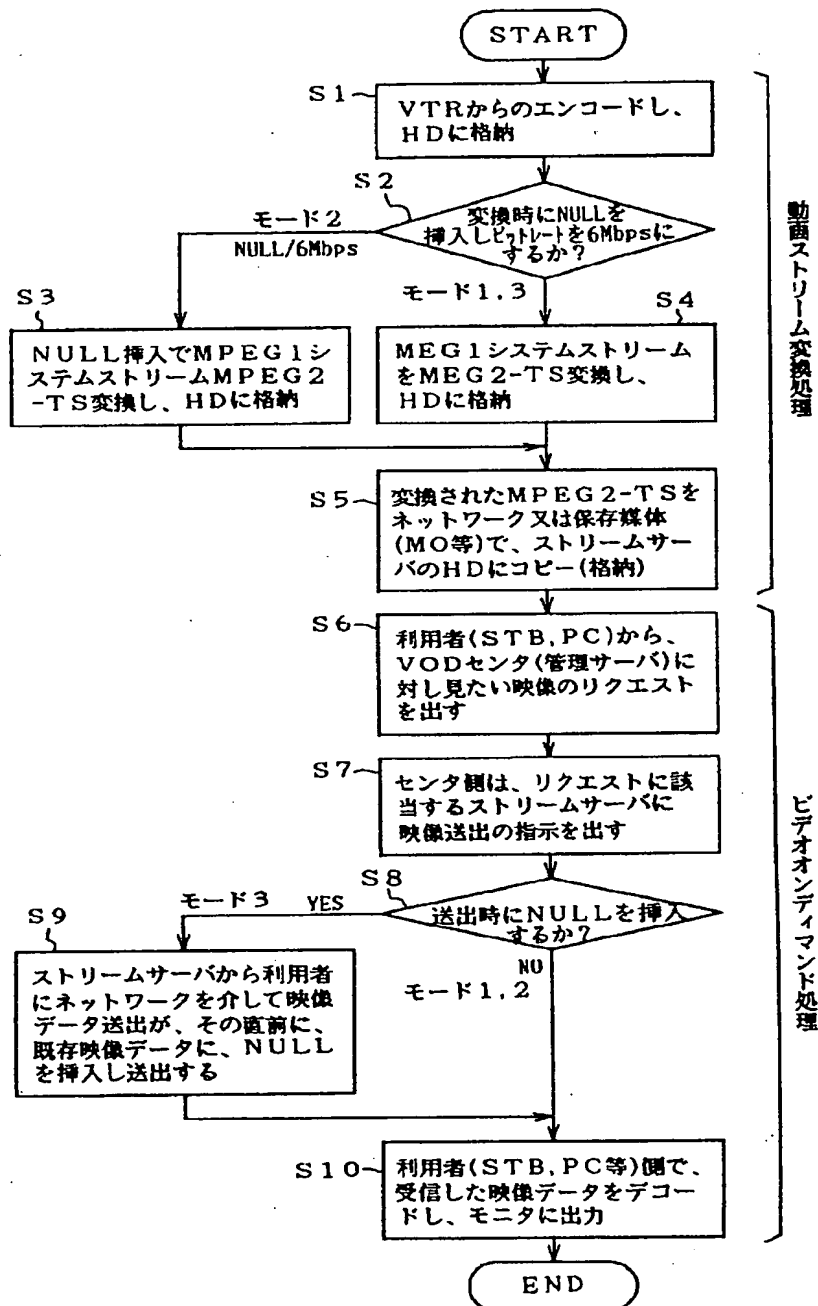 START
S1
VTRからのエンコードし、
HDに格納
S2
変換時にNULLを
挿入しビットレートを6Mbpsに
するか?
モード2
NULL/6Mbps
モード1,3
S3
NULL挿入でMPEG1シ
ステムストリームMPEG2
-TS変換し、HDに格納
S4
MEG1システムストリーム
をMEG2-TS変換し、
HDに格納
S5
変換されたMPEG2-TSを
ネットワーク又は保存媒体
(MO等)で、ストリームサー
バのHDにコピー(格納)
動画ストリーム変換処理
S6
利用者(STB,PC)から、
VODセンタ(管理サーバ)に
対し見たい映像のリクエスト
を出す
S7
センタ側は、リクエストに該
当するストリームサーバに
映像送出の指示を出す
S8
送出時にNULLを挿入
するか?
モード3 YES
NO
モード1,2
S9
ストリームサーバから利用者
にネットワークを介して映像
データ送出が、その直前に、
既存映像データに、NULL
を挿入し送出する
S10
利用者(STB,PC等)側で、
受信した映像データをデコー
ドし、モニタに出力
ビデオオンディマンド処理
END